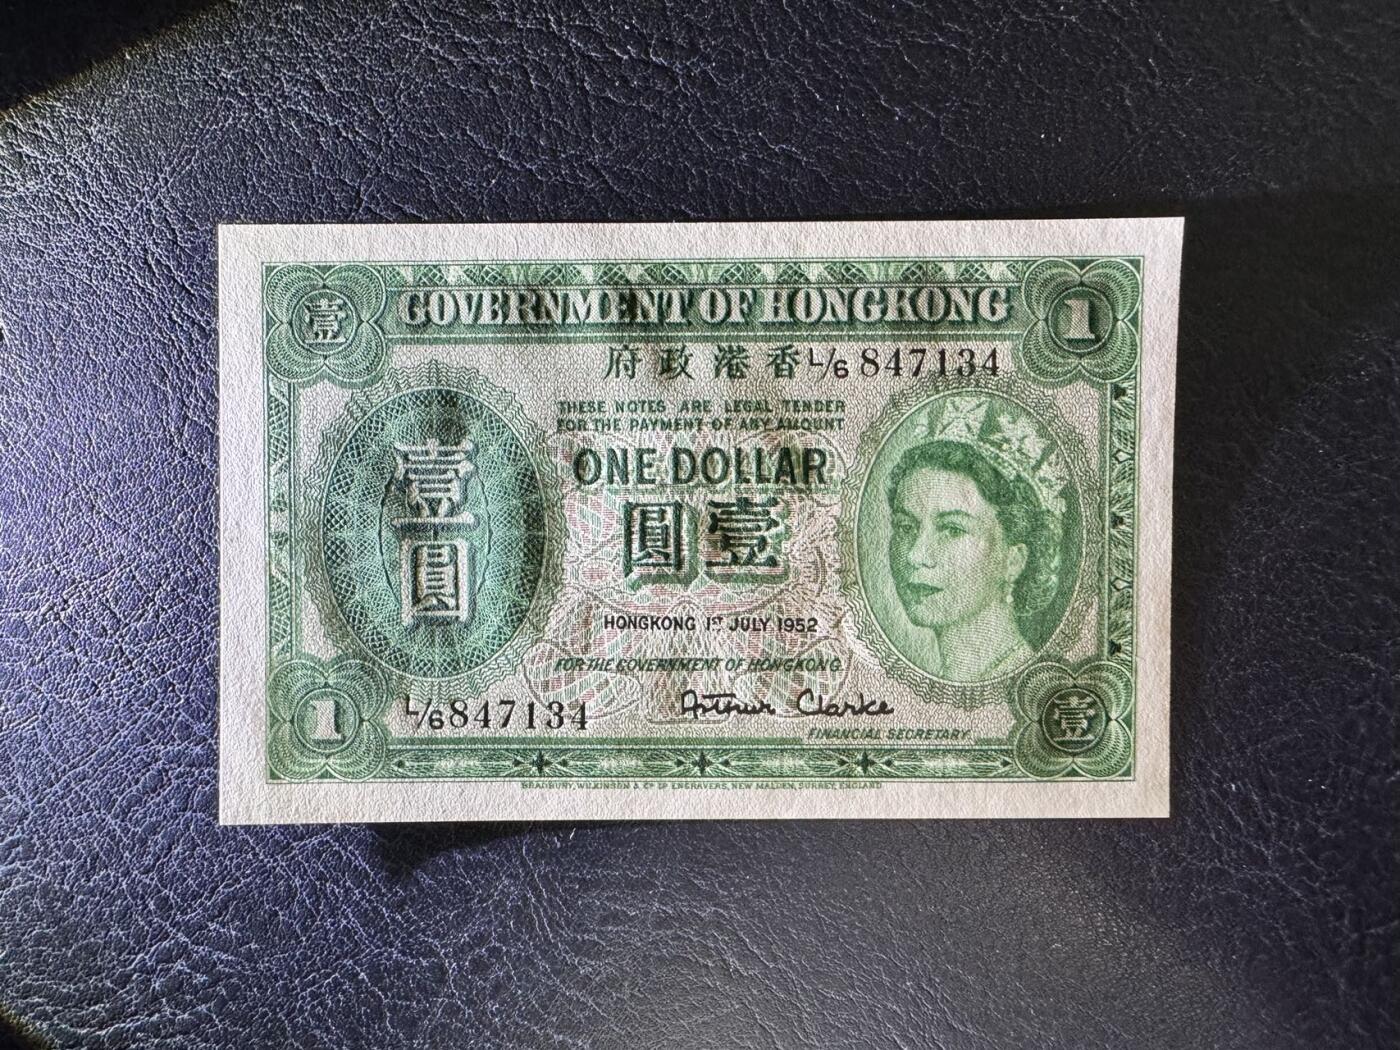 GOVERNMENT OF HONGKONG
壹
1
府政港香
L/6 847134
THESE NOTES ARE LEGAL TENDER
FOR THE PAYMENT OF ANY AMOUNT
ONE DOLLAR
圓壹
壹圓
HONGKONG 1ST JULY 1952
FOR THE GOVERNMENT OF HONGKONG.
L/6 847134
Arthur Clarke
FINANCIAL SECRETARY.
1
壹
BRADBURY, WILKINSON & Co. LD ENGRAVERS, NEW MALDEN, SURREY, ENGLAND